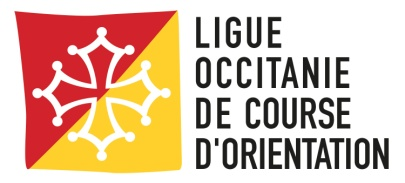 LIGUE
OCCITANIE
DE COURSE
D'ORIENTATION